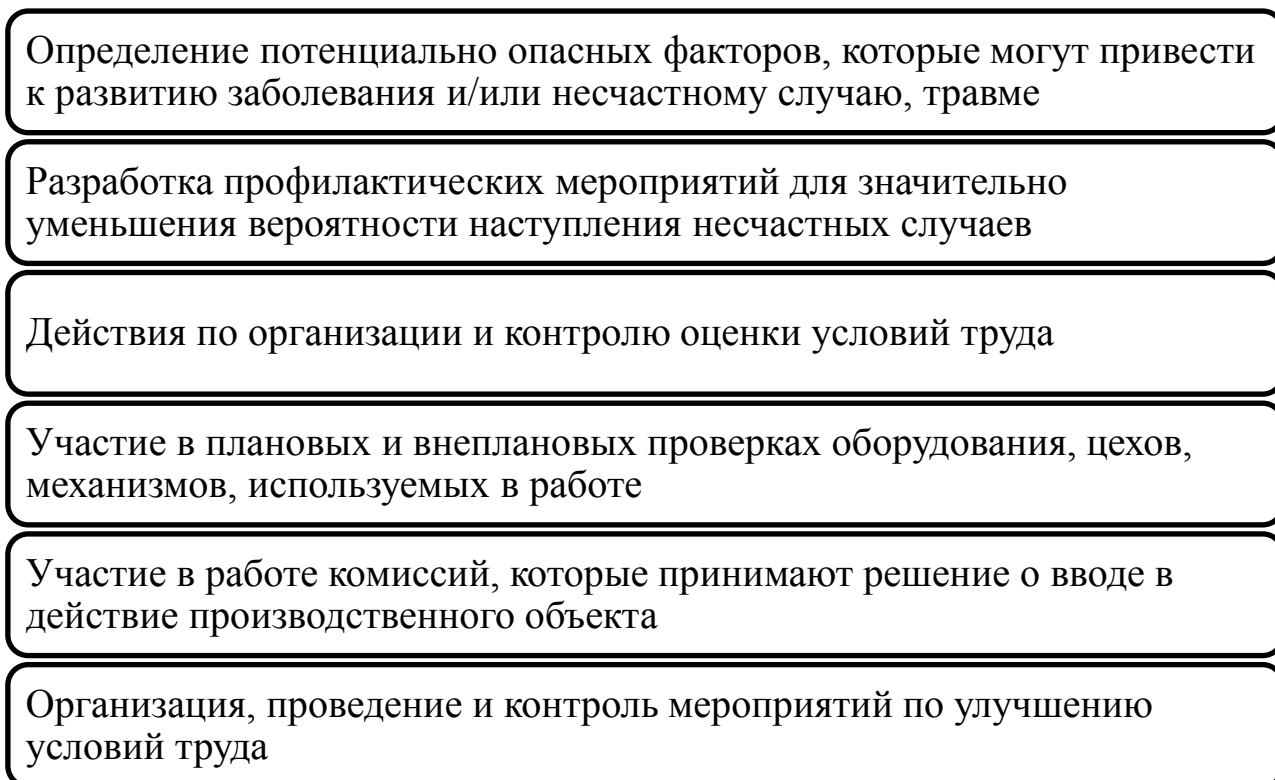 Определение потенциально опасных факторов, которые могут привести
к развитию заболевания и/или несчастному случаю, травме
Разработка профилактических мероприятий для значительно
уменьшения вероятности наступления несчастных случаев
Действия по организации и контролю оценки условий труда
Участие в плановых и внеплановых проверках оборудования, цехов,
механизмов, используемых в работе
Участие в работе комиссий, которые принимают решение о вводе в
действие производственного объекта
Организация, проведение и контроль мероприятий по улучшению
условий труда